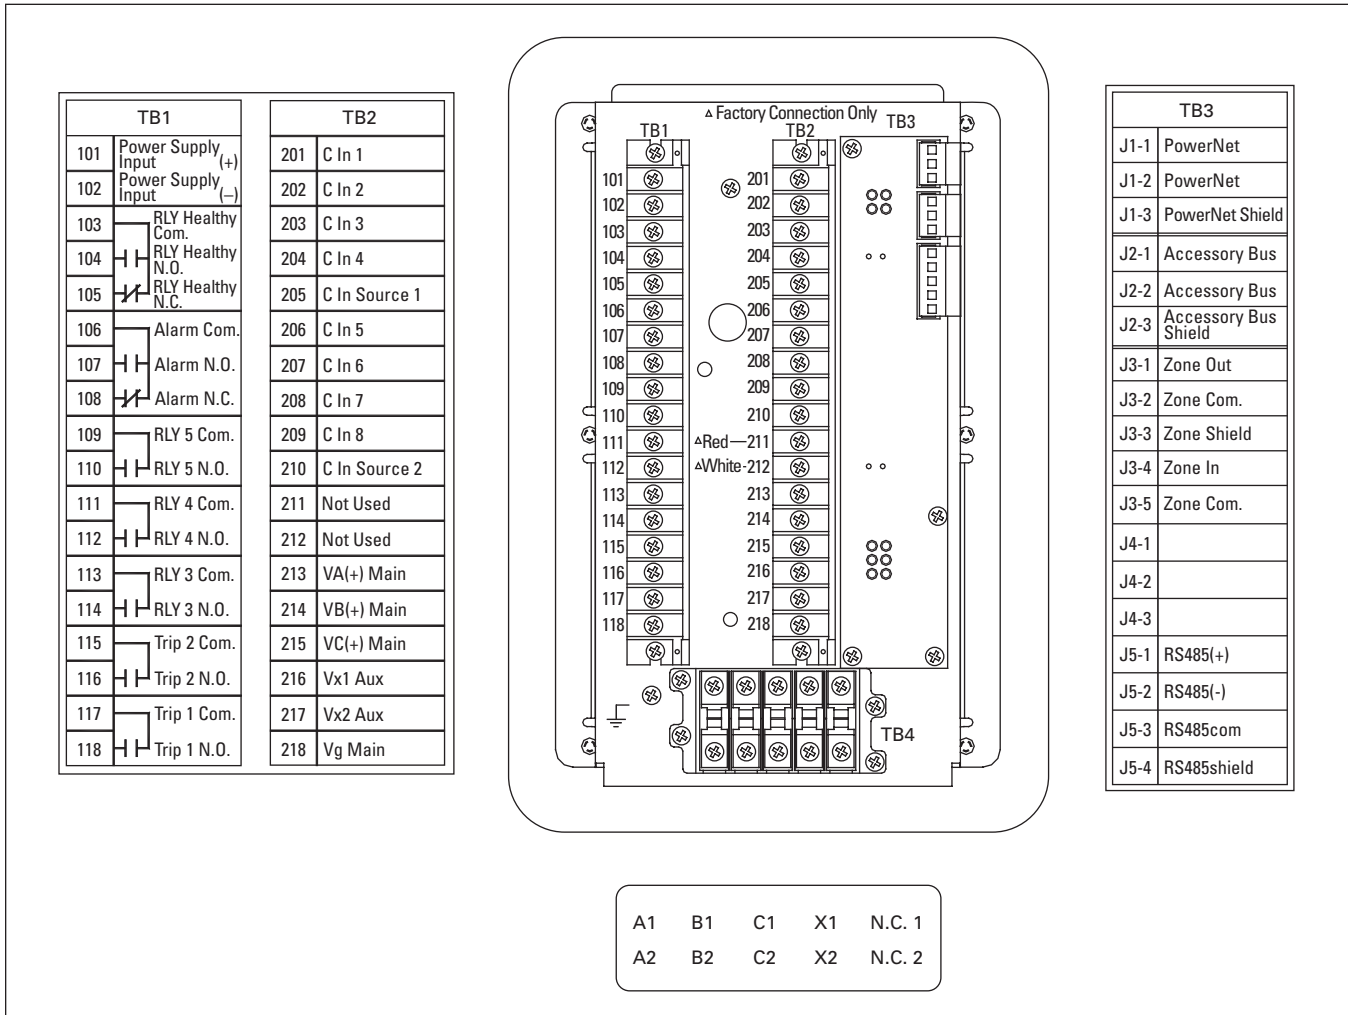 TB1
101 Power Supply
Input (+)
102 Power Supply
Input (–)
103 RLY Healthy
Com.
104 RLY Healthy
N.O.
105 RLY Healthy
N.C.
106 Alarm Com.
107 Alarm N.O.
108 Alarm N.C.
109 RLY 5 Com.
110 RLY 5 N.O.
111 RLY 4 Com.
112 RLY 4 N.O.
113 RLY 3 Com.
114 RLY 3 N.O.
115 Trip 2 Com.
116 Trip 2 N.O.
117 Trip 1 Com.
118 Trip 1 N.O.
TB2
201 C In 1
202 C In 2
203 C In 3
204 C In 4
205 C In Source 1
206 C In 5
207 C In 6
208 C In 7
209 C In 8
210 C In Source 2
211 Not Used
212 Not Used
213 VA(+) Main
214 VB(+) Main
215 VC(+) Main
216 Vx1 Aux
217 Vx2 Aux
218 Vg Main
Δ Factory Connection Only
TB1 TB2 TB3
101 201
102 202
103 203
104 204
105 205
106 206
107 207
108 208
109 209
110 210
111 ΔRed 211
112 ΔWhite 212
113 213
114 214
115 215
116 216
117 217
118 218
TB4
TB3
J1-1 PowerNet
J1-2 PowerNet
J1-3 PowerNet Shield
J2-1 Accessory Bus
J2-2 Accessory Bus
J2-3 Accessory Bus
Shield
J3-1 Zone Out
J3-2 Zone Com.
J3-3 Zone Shield
J3-4 Zone In
J3-5 Zone Com.
J4-1
J4-2
J4-3
J5-1 RS485(+)
J5-2 RS485(-)
J5-3 RS485com
J5-4 RS485shield
A1 B1 C1 X1 N.C. 1
A2 B2 C2 X2 N.C. 2